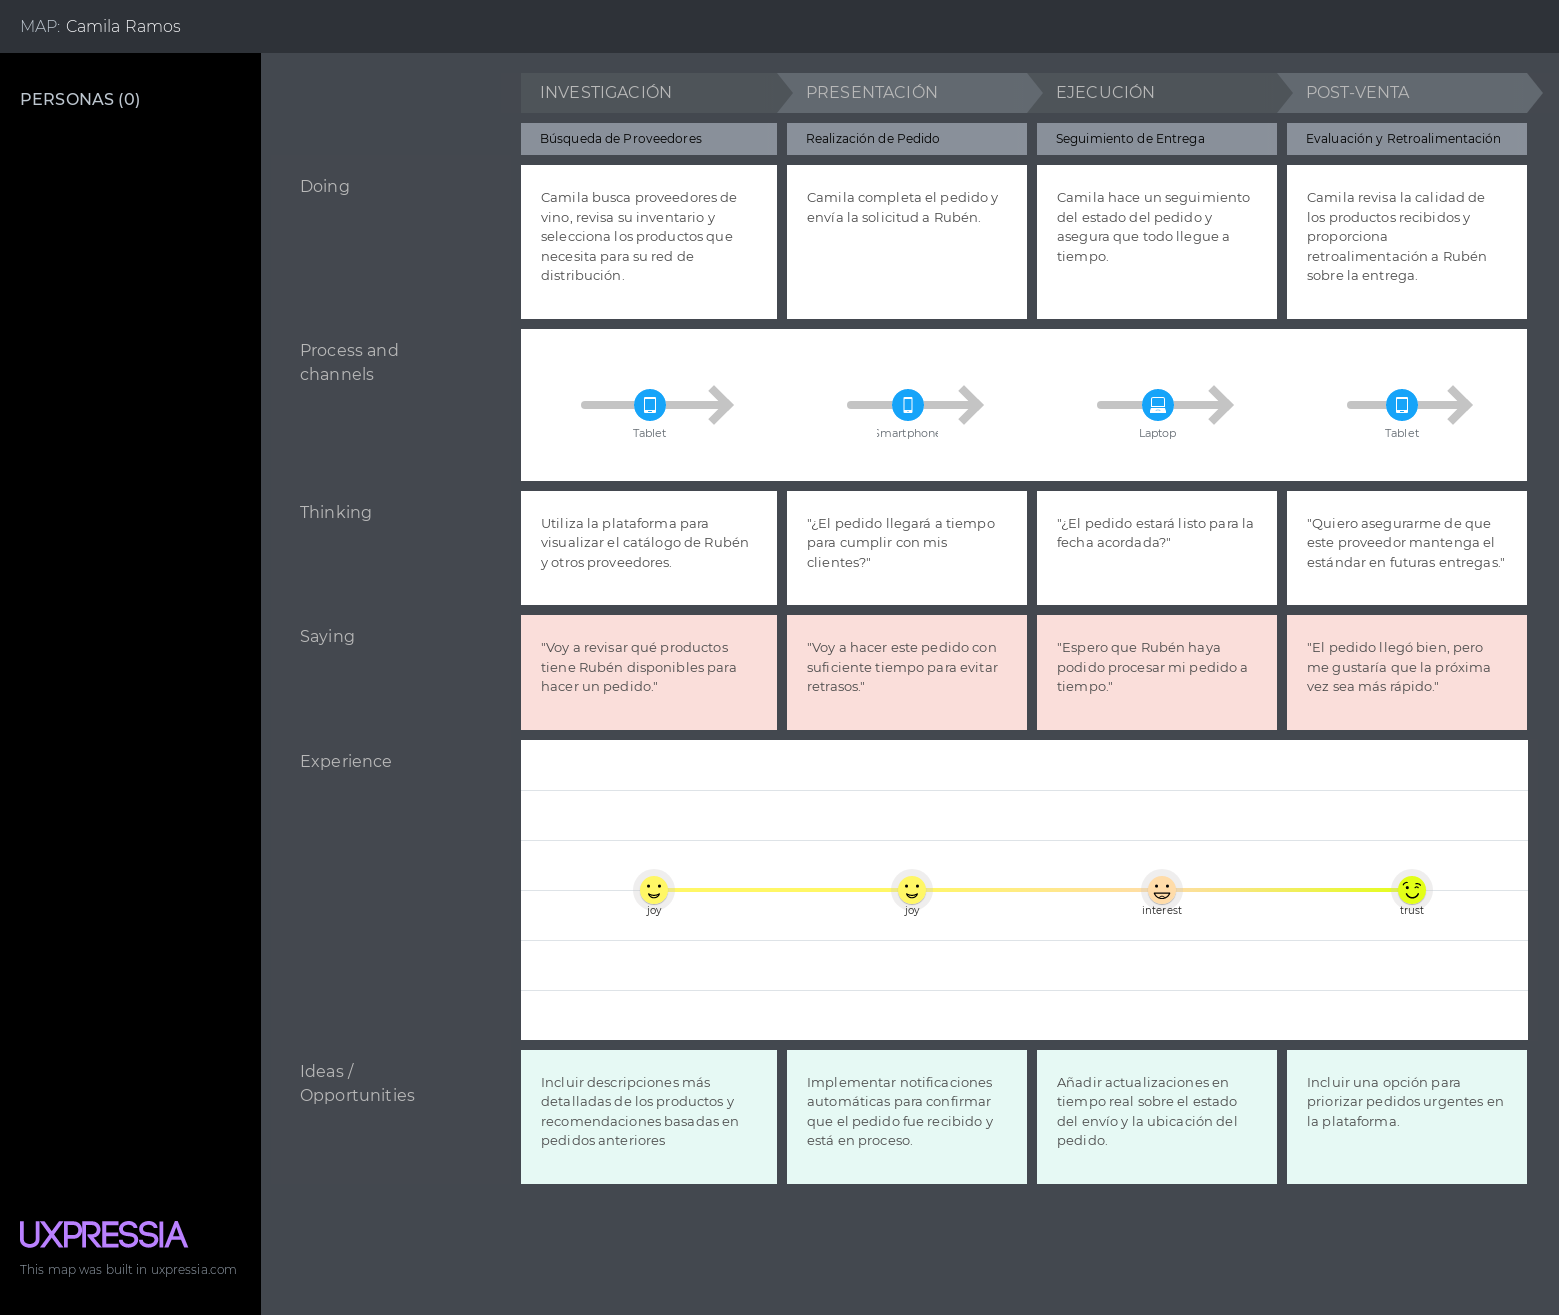 MAP: Camila Ramos
PERSONAS (0)
INVESTIGACIÓN
PRESENTACIÓN
EJECUCIÓN
POST-VENTA
Búsqueda de Proveedores
Realización de Pedido
Seguimiento de Entrega
Evaluación y Retroalimentación
Doing
Camila busca proveedores de
vino, revisa su inventario y
selecciona los productos que
necesita para su red de
distribución.
Camila completa el pedido y
envía la solicitud a Rubén.
Camila hace un seguimiento
del estado del pedido y
asegura que todo llegue a
tiempo.
Camila revisa la calidad de
los productos recibidos y
proporciona
retroalimentación a Rubén
sobre la entrega.
Process and
channels
Tablet
Smartphone
Laptop
Tablet
Thinking
Utiliza la plataforma para
visualizar el catálogo de Rubén
y otros proveedores.
"¿El pedido llegará a tiempo
para cumplir con mis
clientes?"
"¿El pedido estará listo para la
fecha acordada?"
"Quiero asegurarme de que
este proveedor mantenga el
estándar en futuras entregas."
Saying
"Voy a revisar qué productos
tiene Rubén disponibles para
hacer un pedido."
"Voy a hacer este pedido con
suficiente tiempo para evitar
retrasos."
"Espero que Rubén haya
podido procesar mi pedido a
tiempo."
"El pedido llegó bien, pero
me gustaría que la próxima
vez sea más rápido."
Experience
joy
joy
interest
trust
Ideas /
Opportunities
Incluir descripciones más
detalladas de los productos y
recomendaciones basadas en
pedidos anteriores
Implementar notificaciones
automáticas para confirmar
que el pedido fue recibido y
está en proceso.
Añadir actualizaciones en
tiempo real sobre el estado
del envío y la ubicación del
pedido.
Incluir una opción para
priorizar pedidos urgentes en
la plataforma.
UXPRESSIA
This map was built in uxpressia.com